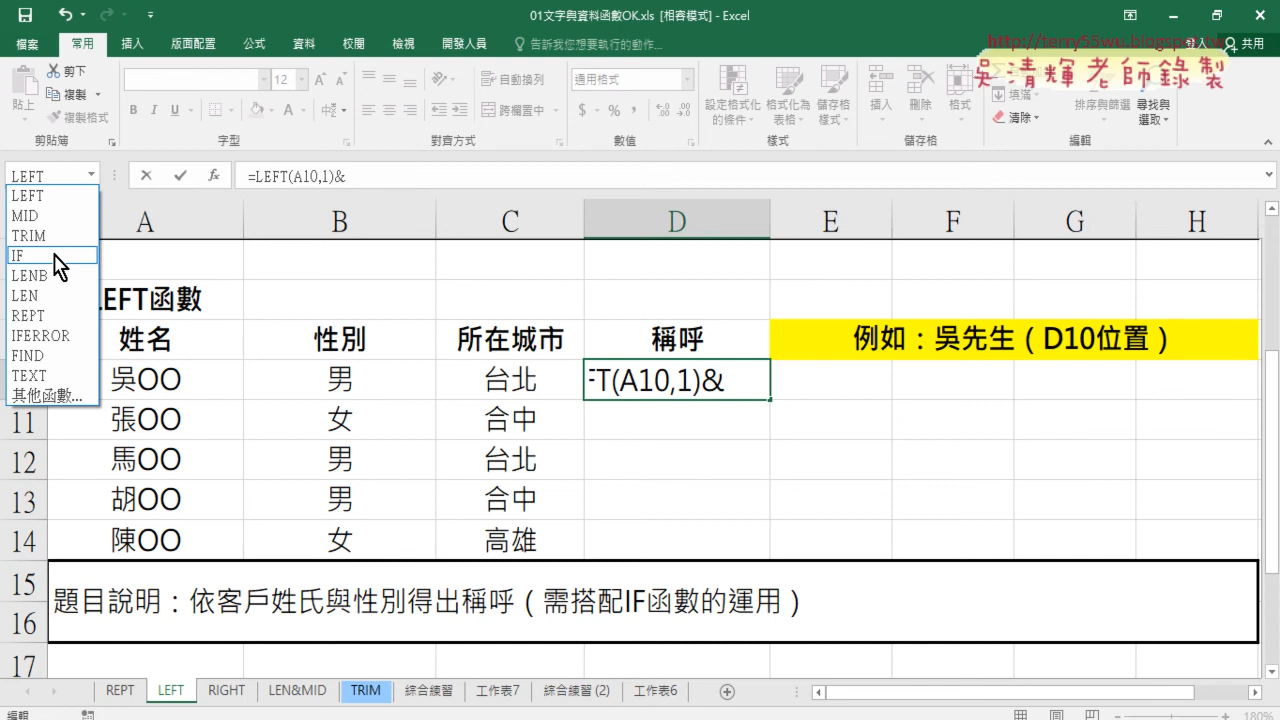 01文字與資料函數OK.xls [相容模式] - Excel
檔案 常用 插入 版面配置 公式 資料 校閱 檢視 開發人員 告訴我您想要執行的動作... 共用
http://terry55wu.blogspot.tw
吳清輝老師錄製
貼上 剪下 複製 複製格式 12 B I U 自動換列 跨欄置中 通用格式 $ % 設定格式化的條件 格式化為表格 儲存格樣式 插入 刪除 格式 填滿 清除 排序與篩選 尋找與選取
剪貼簿 字型 對齊方式 數值 樣式 儲存格 編輯
LEFT =LEFT(A10,1)&
LEFT
MID
TRIM
IF
LENB
LEN
REPT
IFERROR
FIND
TEXT
其他函數...
A B C D E F G H
LEFT函數
姓名 性別 所在城市 稱呼 例如：吳先生（D10位置）
吳OO 男 台北 T(A10,1)&
11 張OO 女 台中
12 馬OO 男 台北
13 胡OO 男 台中
14 陳OO 女 高雄
15
題目說明：依客戶姓氏與性別得出稱呼（需搭配IF函數的運用）
16
17
REPT LEFT RIGHT LEN&MID TRIM 綜合練習 工作表7 綜合練習 (2) 工作表6
編輯 180%